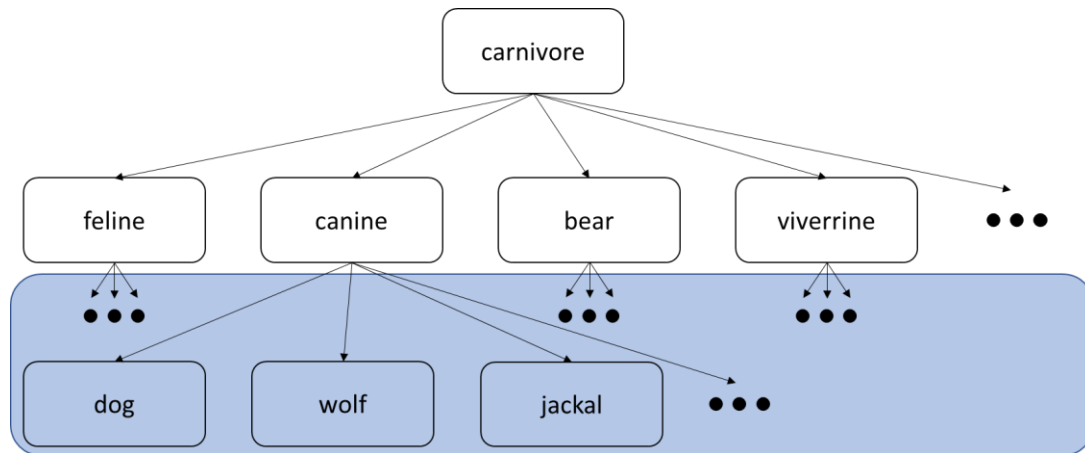 carnivore
feline
canine
bear
viverrine
dog
wolf
jackal